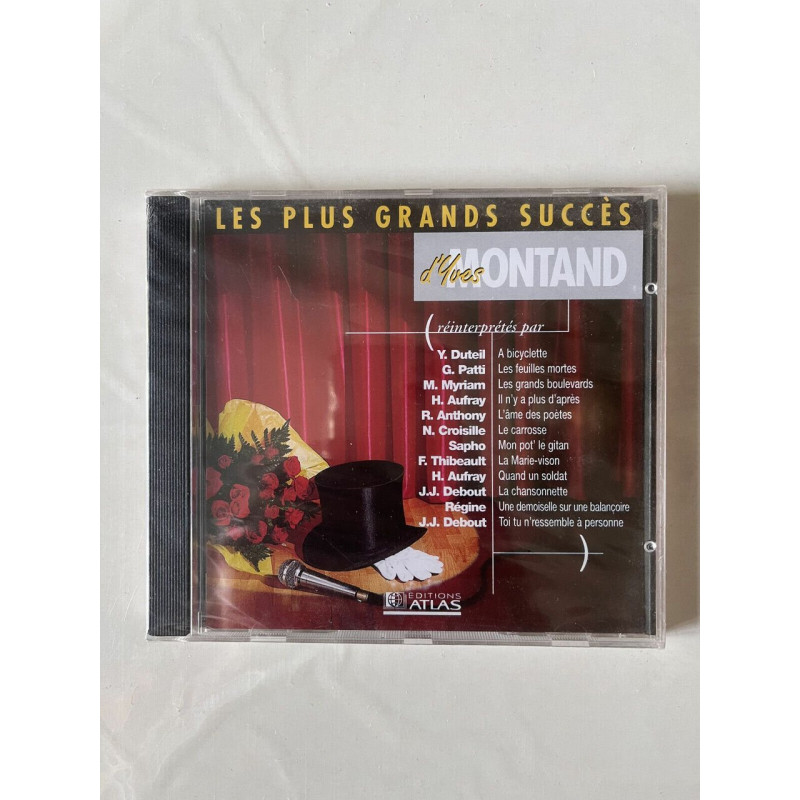 LES PLUS GRANDS SUCCÈS
d'Yves MONTAND
(réinterprétés par
Y. Duteil A bicyclette
G. Patti Les feuilles mortes
M. Myriam Les grands boulevards
H. Aufray Il n'y a plus d'après
R. Anthony L'âme des poètes
N. Croisille Le carrosse
Sapho Mon pot' le gitan
F. Thibeault La Marie-vison
H. Aufray Quand un soldat
J.J. Debout La chansonnette
Régine Une demoiselle sur une balançoire
J.J. Debout Toi tu n'ressemble à personne
)
EDITIONS
ATLAS